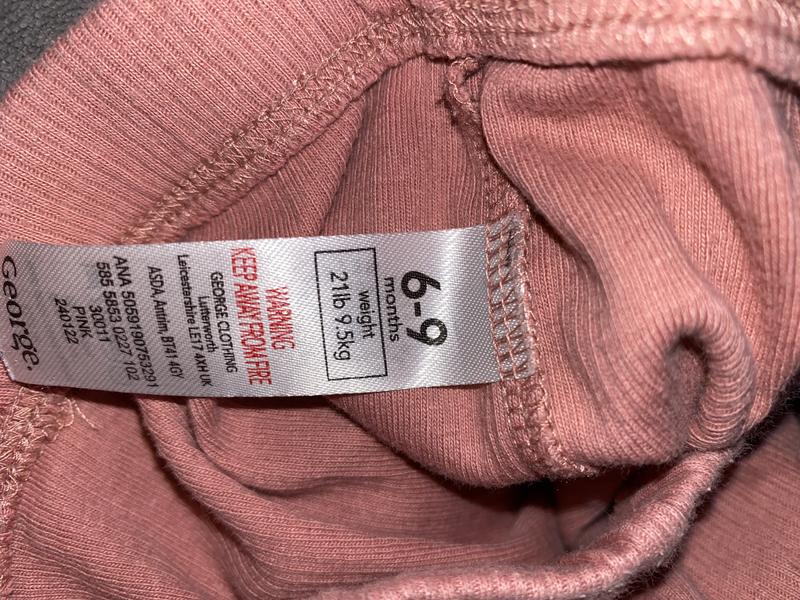 6-9
months
weight
21lb 9.5kg
WARNING
KEEP AWAY FROM FIRE
GEORGE CLOTHING
Lutterworth
Leicestershire LE17 4XH UK
ASDA Antrim, BT41 4GY
ANA 5059190753291
585 5853 0227 102
30011
PINK
240122
George.